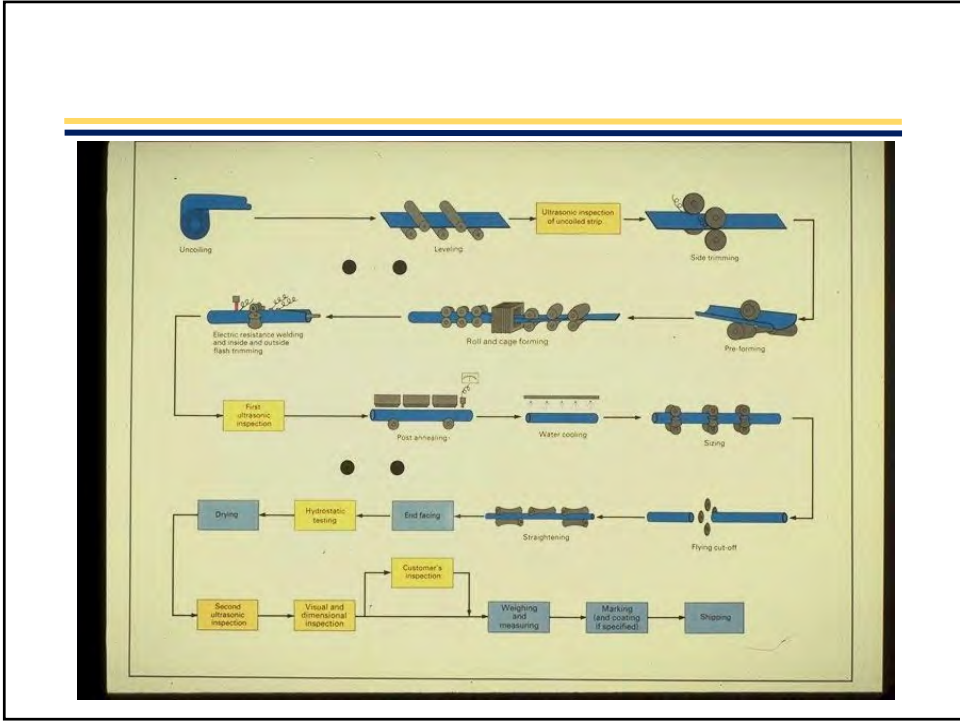 Uncoiling
Leveling
Ultrasonic inspection
of uncoiled strip
Side trimming
Electric resistance welding
and inside and outside
flash trimming
Roll and cage forming
Pre-forming
First
ultrasonic
inspection
Post annealing
Water cooling
Sizing
Drying
Hydrostatic
testing
End facing
Straightening
Flying cut-off
Customer's
inspection
Second
ultrasonic
inspection
Visual and
dimensional
inspection
Weighing
and
measuring
Marking
(and coating
if specified)
Shipping